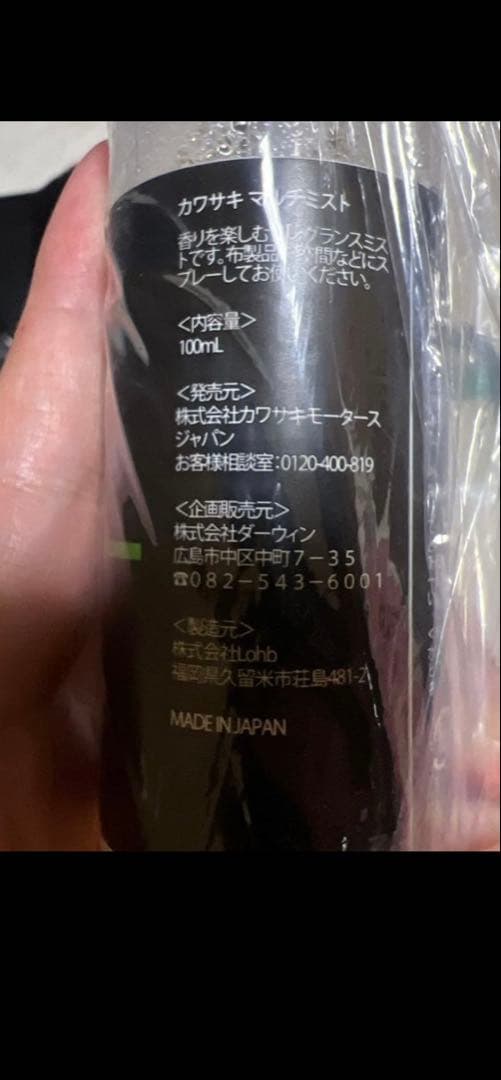 カワサキ マルチミスト
香りを楽しむフレグランスミス
トです。布製品や空間などにス
プレーしてお使いください。
<内容量>
100mL
<発売元>
株式会社カワサキモータース
ジャパン
お客様相談室:0120-400-819
<企画販売元>
株式会社ダーウィン
広島市中区中町7-35
☎082-543-6001
<製造元>
株式会社Lohb
福岡県久留米市荘島481-2
MADE IN JAPAN